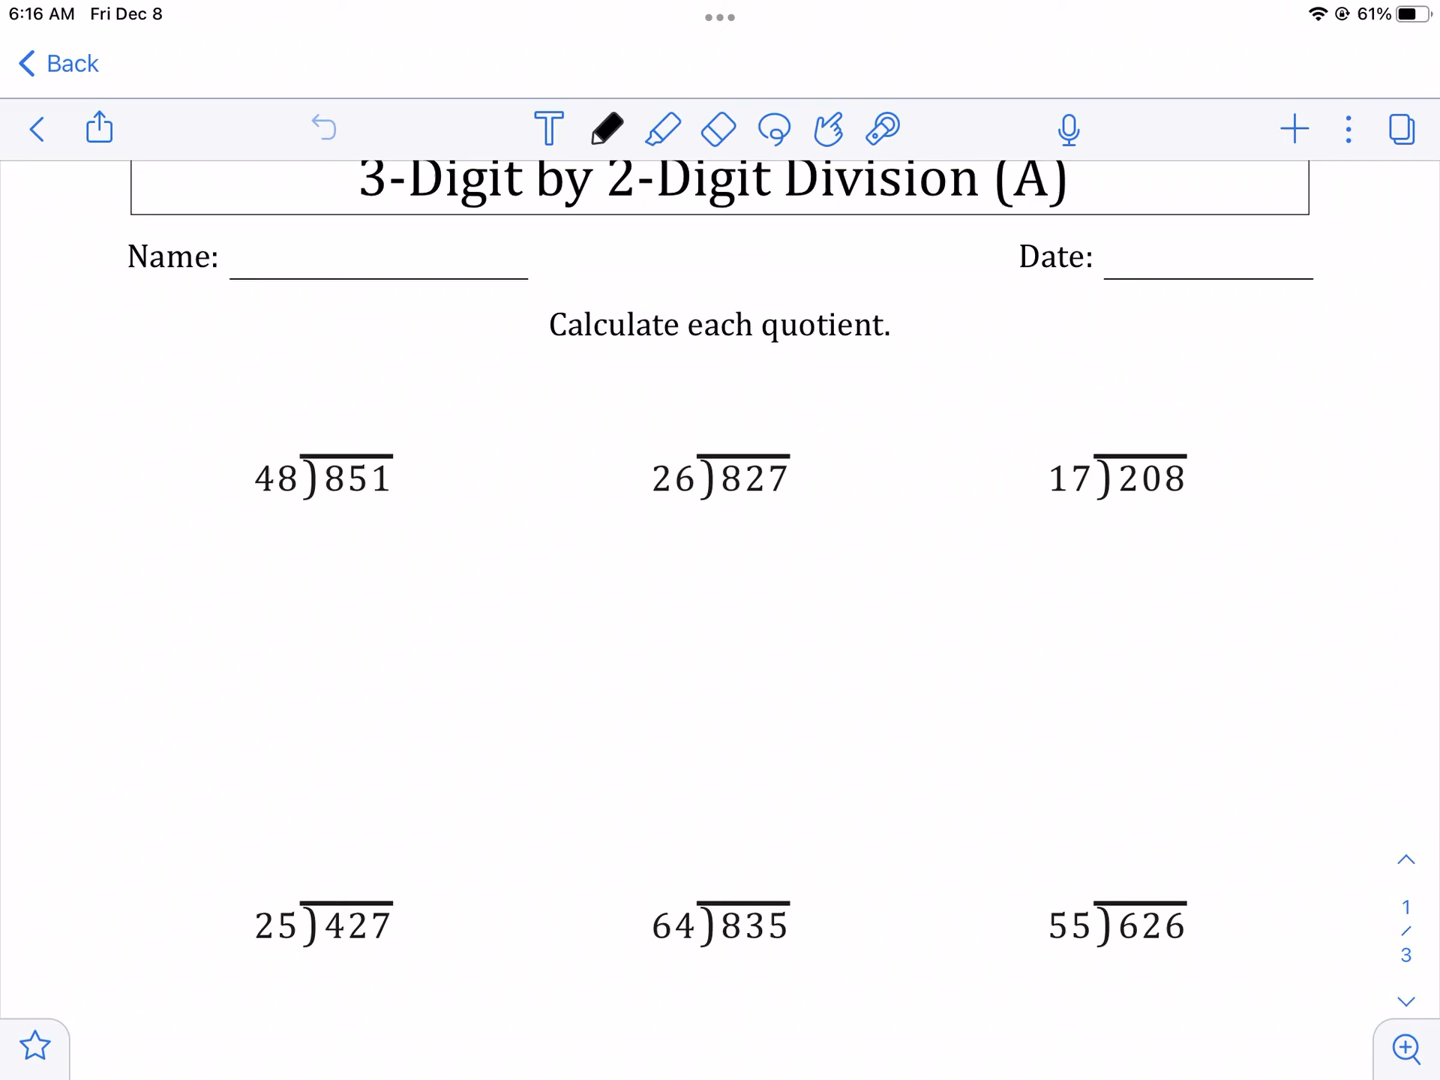 6:16 AM Fri Dec 8 61%
Back
3-Digit by 2-Digit Division (A)
Name: Date:
Calculate each quotient.
48)851 26)827 17)208
25)427 64)835 55)626
1
/
3